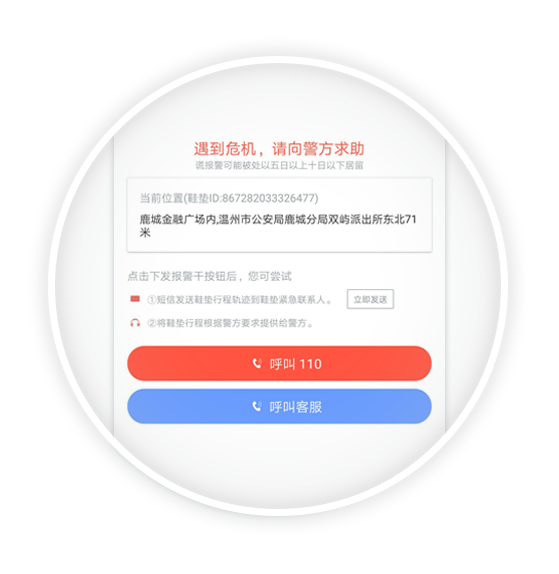 遇到危机，请向警方求助
谎报警可能被处以五日以上十日以下居留
当前位置(鞋垫ID:867282033326477)
鹿城金融广场内,温州市公安局鹿城分局双屿派出所东北71
米
点击下发报警干按钮后，您可尝试
①短信发送鞋垫行程轨迹到鞋垫紧急联系人。 立即发送
②将鞋垫行程根据警方要求提供给警方。
呼叫 110
呼叫客服